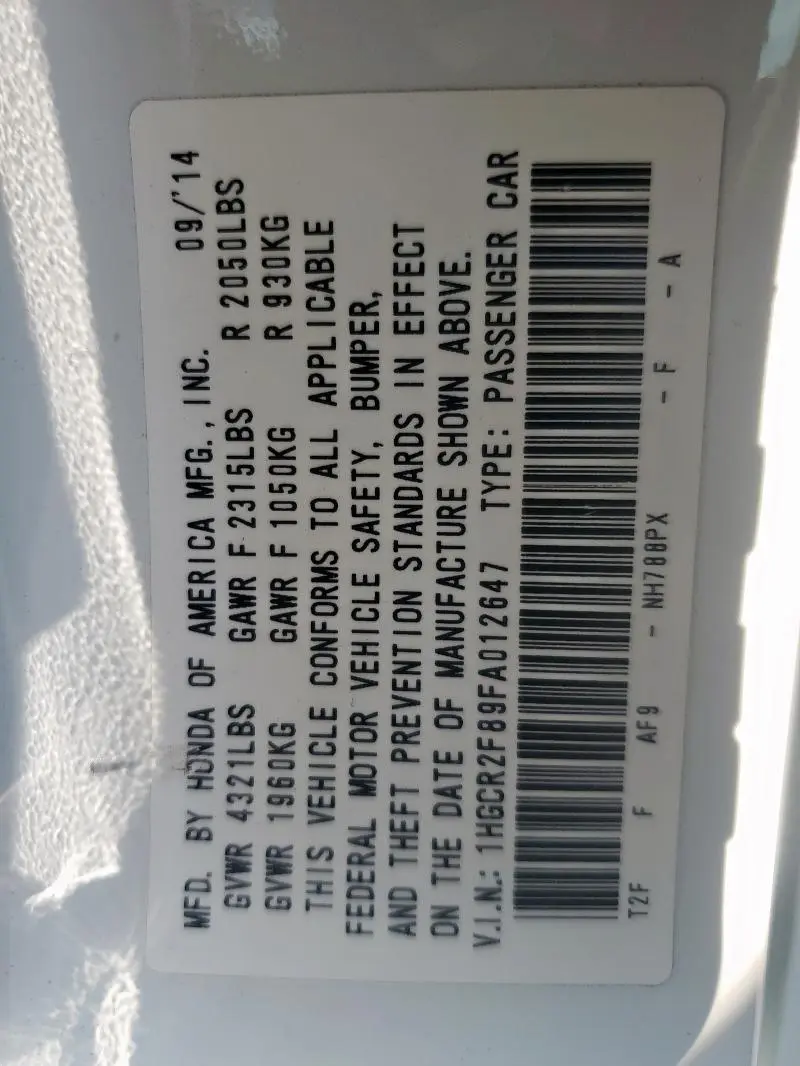 MFD. BY HONDA OF AMERICA MFG., INC. 09/'14
GVWR 4321LBS GAWR F 2315LBS R 2050LBS
GVWR 1960KG GAWR F 1050KG R 930KG
THIS VEHICLE CONFORMS TO ALL APPLICABLE
FEDERAL MOTOR VEHICLE SAFETY, BUMPER,
AND THEFT PREVENTION STANDARDS IN EFFECT
ON THE DATE OF MANUFACTURE SHOWN ABOVE.
V.I.N.: 1HGCR2F89FA012647 TYPE: PASSENGER CAR
T2F F AF9 - NH788PX - F - A